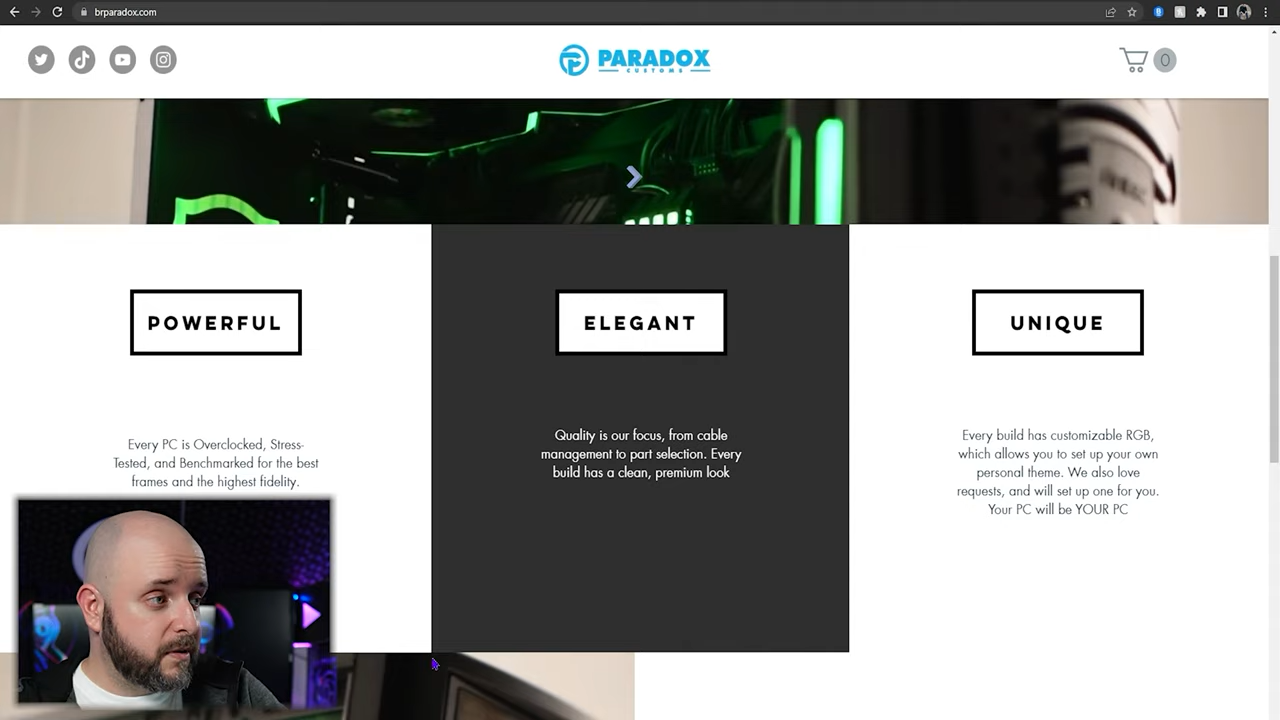 brparadox.com
PARADOX
CUSTOMS
0
POWERFUL
Every PC is Overclocked, Stress-
Tested, and Benchmarked for the best
frames and the highest fidelity.
ELEGANT
Quality is our focus, from cable
management to part selection. Every
build has a clean, premium look
UNIQUE
Every build has customizable RGB,
which allows you to set up your own
personal theme. We also love
requests, and will set up one for you.
Your PC will be YOUR PC